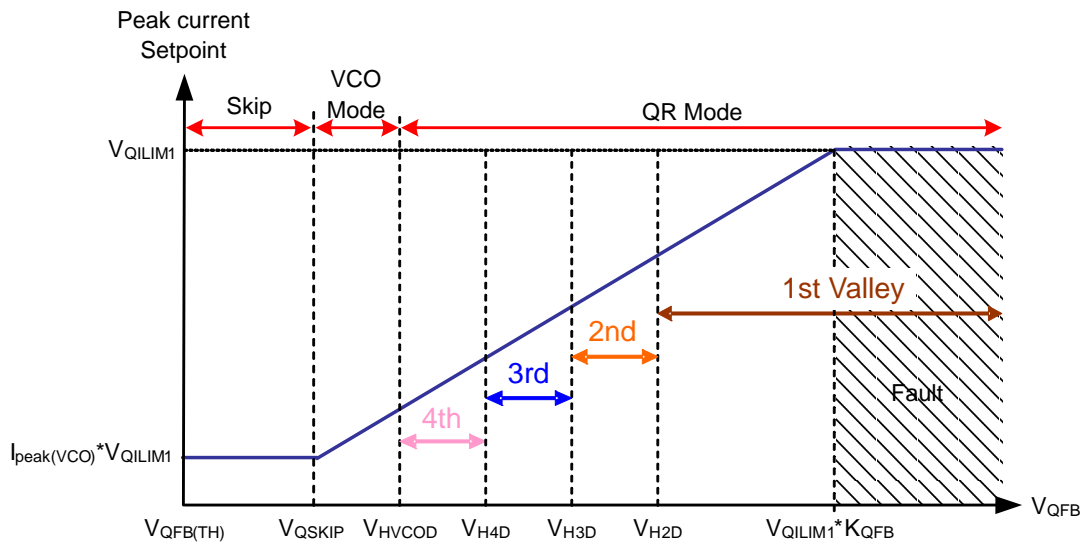 Peak current
Setpoint
Skip
VCO
Mode
QR Mode
VQILIM1
1st Valley
2nd
3rd
4th
Fault
Ipeak(VCO)*VQILIM1
VQFB(TH)
VQSKIP
VHVCOD
VH4D
VH3D
VH2D
VQILIM1*KQFB
VQFB